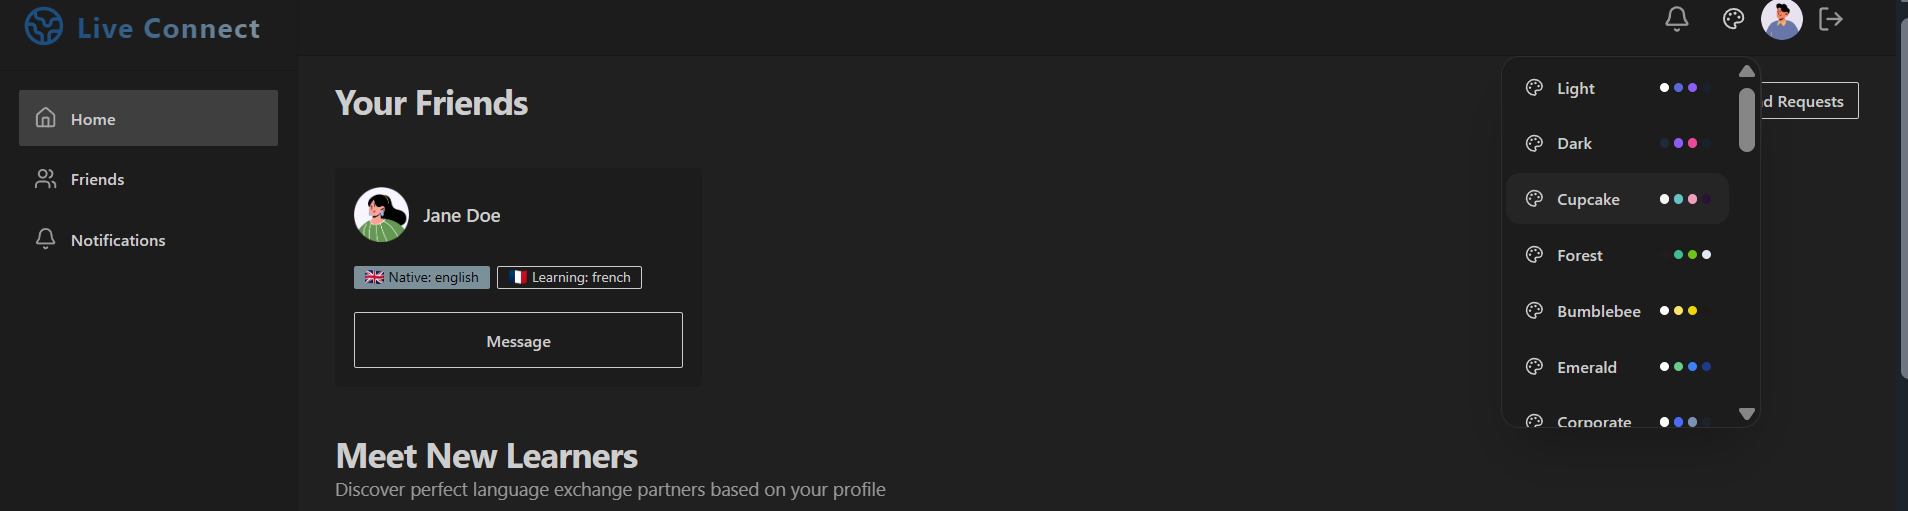 Live Connect
Home
Friends
Notifications
Your Friends
d Requests
Jane Doe
Native: english
Learning: french
Message
Meet New Learners
Discover perfect language exchange partners based on your profile
Light
Dark
Cupcake
Forest
Bumblebee
Emerald
Corporate